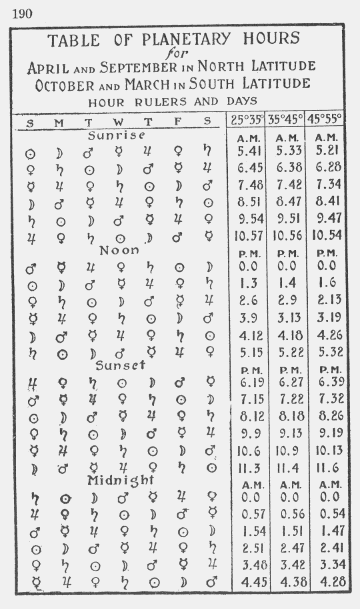 190
TABLE OF PLANETARY HOURS
for
APRIL AND SEPTEMBER IN NORTH LATITUDE
OCTOBER AND MARCH IN SOUTH LATITUDE
HOUR RULERS AND DAYS
S M T W T F S 25°35' 35°45' 45°55'
Sunrise A.M. A.M. A.M.
☉ ☽ ♂ ☿ ♃ ♀ ♄ 5.41 5.33 5.21
♀ ♄ ☉ ☽ ♂ ☿ ♃ 6.45 6.38 6.28
☿ ♃ ♀ ♄ ☉ ☽ ♂ 7.48 7.42 7.34
☽ ♂ ☿ ♃ ♀ ♄ ☉ 8.51 8.47 8.41
♄ ☉ ☽ ♂ ☿ ♃ ♀ 9.54 9.51 9.47
♃ ♀ ♄ ☉ ☽ ♂ ☿ 10.57 10.56 10.54
Noon P.M. P.M. P.M.
♂ ☿ ♃ ♀ ♄ ☉ ☽ 0.0 0.0 0.0
☉ ☽ ♂ ☿ ♃ ♀ ♄ 1.3 1.4 1.6
♀ ♄ ☉ ☽ ♂ ☿ ♃ 2.6 2.9 2.13
☿ ♃ ♀ ♄ ☉ ☽ ♂ 3.9 3.13 3.19
☽ ♂ ☿ ♃ ♀ ♄ ☉ 4.12 4.18 4.26
♄ ☉ ☽ ♂ ☿ ♃ ♀ 5.15 5.22 5.32
Sunset P.M. P.M. P.M.
♃ ♀ ♄ ☉ ☽ ♂ ☿ 6.19 6.27 6.39
♂ ☿ ♃ ♀ ♄ ☉ ☽ 7.15 7.22 7.32
☉ ☽ ♂ ☿ ♃ ♀ ♄ 8.12 8.18 8.26
♀ ♄ ☉ ☽ ♂ ☿ ♃ 9.9 9.13 9.19
☿ ♃ ♀ ♄ ☉ ☽ ♂ 10.6 10.9 10.13
☽ ♂ ☿ ♃ ♀ ♄ ☉ 11.3 11.4 11.6
Midnight A.M. A.M. A.M.
♄ ☉ ☽ ♂ ☿ ♃ ♀ 0.0 0.0 0.0
♃ ♀ ♄ ☉ ☽ ♂ ☿ 0.57 0.56 0.54
♂ ☿ ♃ ♀ ♄ ☉ ☽ 1.54 1.51 1.47
☉ ☽ ♂ ☿ ♃ ♀ ♄ 2.51 2.47 2.41
♀ ♄ ☉ ☽ ♂ ☿ ♃ 3.48 3.42 3.34
☿ ♃ ♀ ♄ ☉ ☽ ♂ 4.45 4.38 4.28